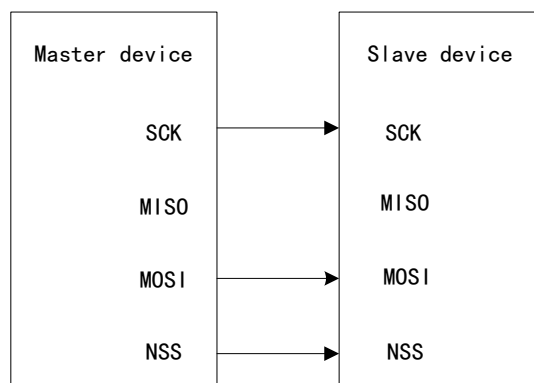 Master device
Slave device
SCK
SCK
MISO
MISO
MOSI
MOSI
NSS
NSS